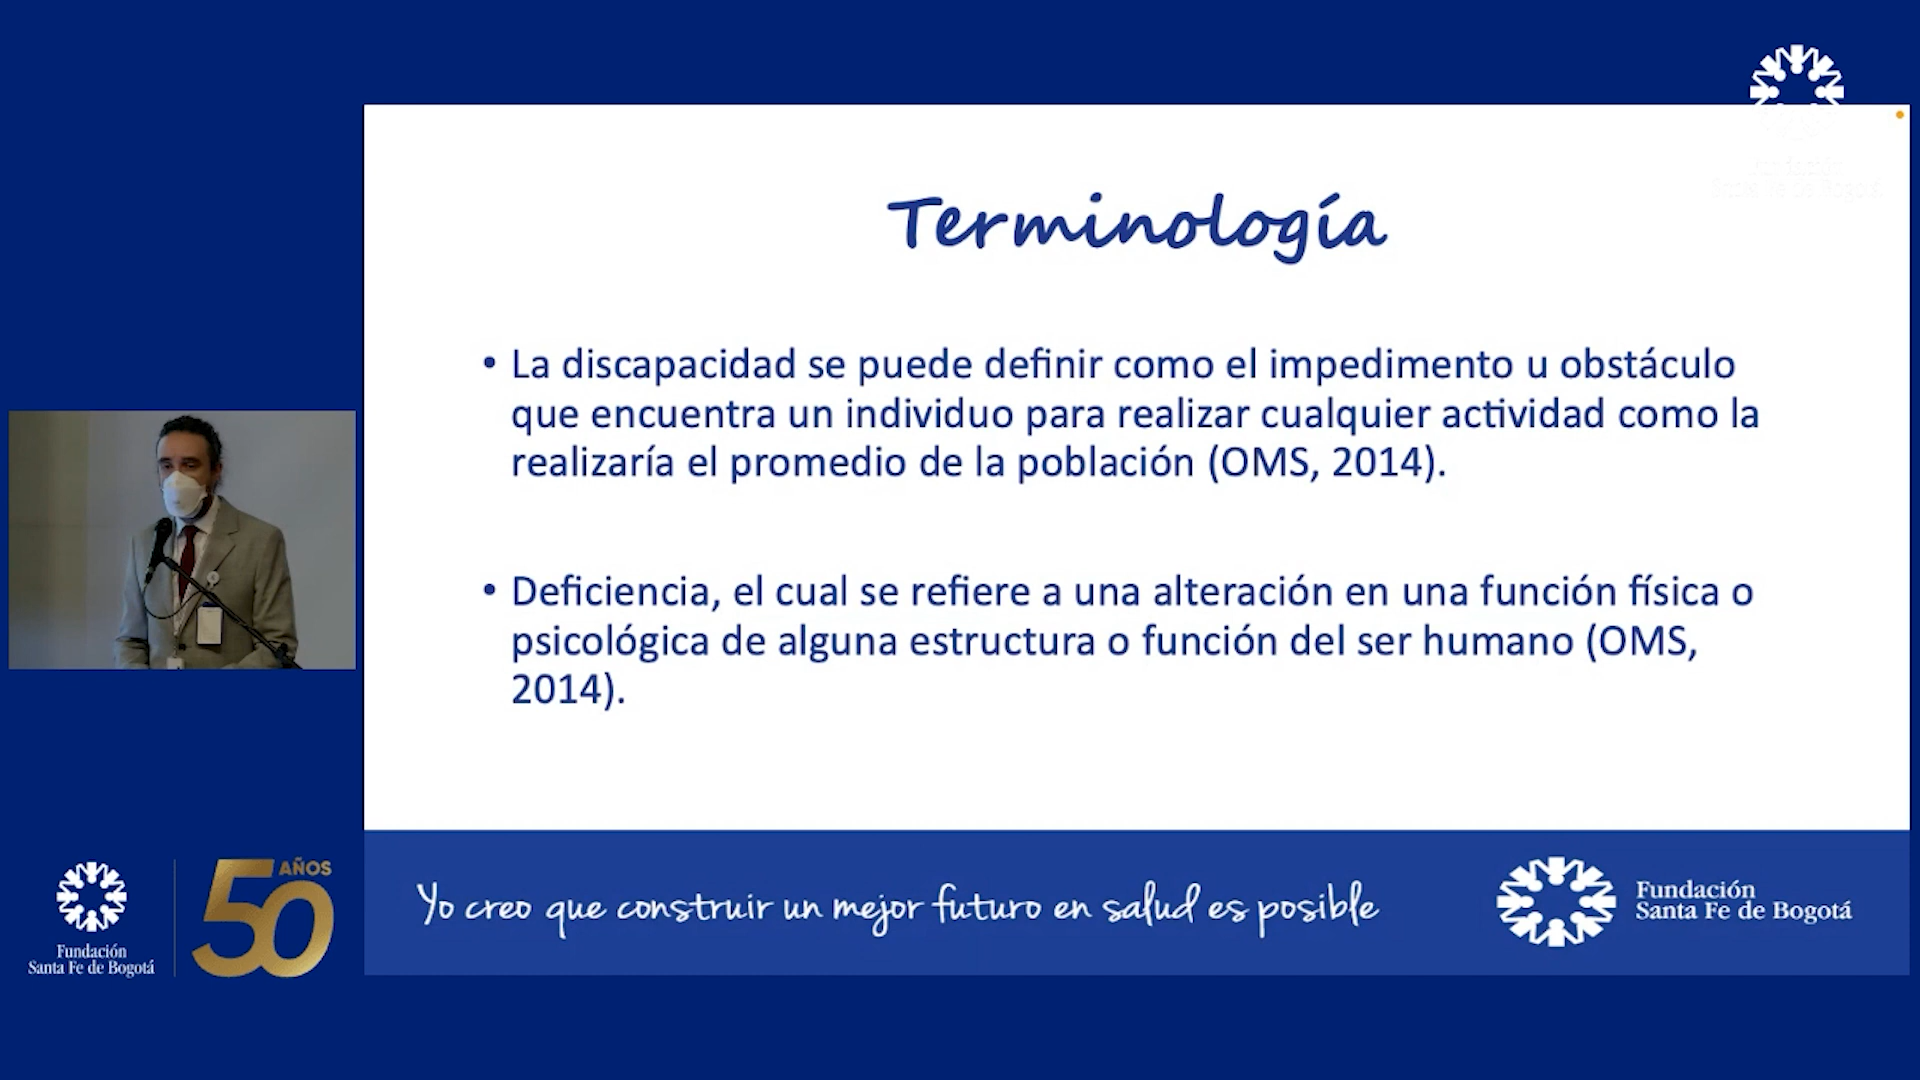 Terminología
• La discapacidad se puede definir como el impedimento u obstáculo
que encuentra un individuo para realizar cualquier actividad como la
realizaría el promedio de la población (OMS, 2014).
• Deficiencia, el cual se refiere a una alteración en una función física o
psicológica de alguna estructura o función del ser humano (OMS,
2014).
Yo creo que construir un mejor futuro en salud es posible
Fundación
Santa Fe de Bogotá
Fundación
Santa Fe de Bogotá
50 AÑOS